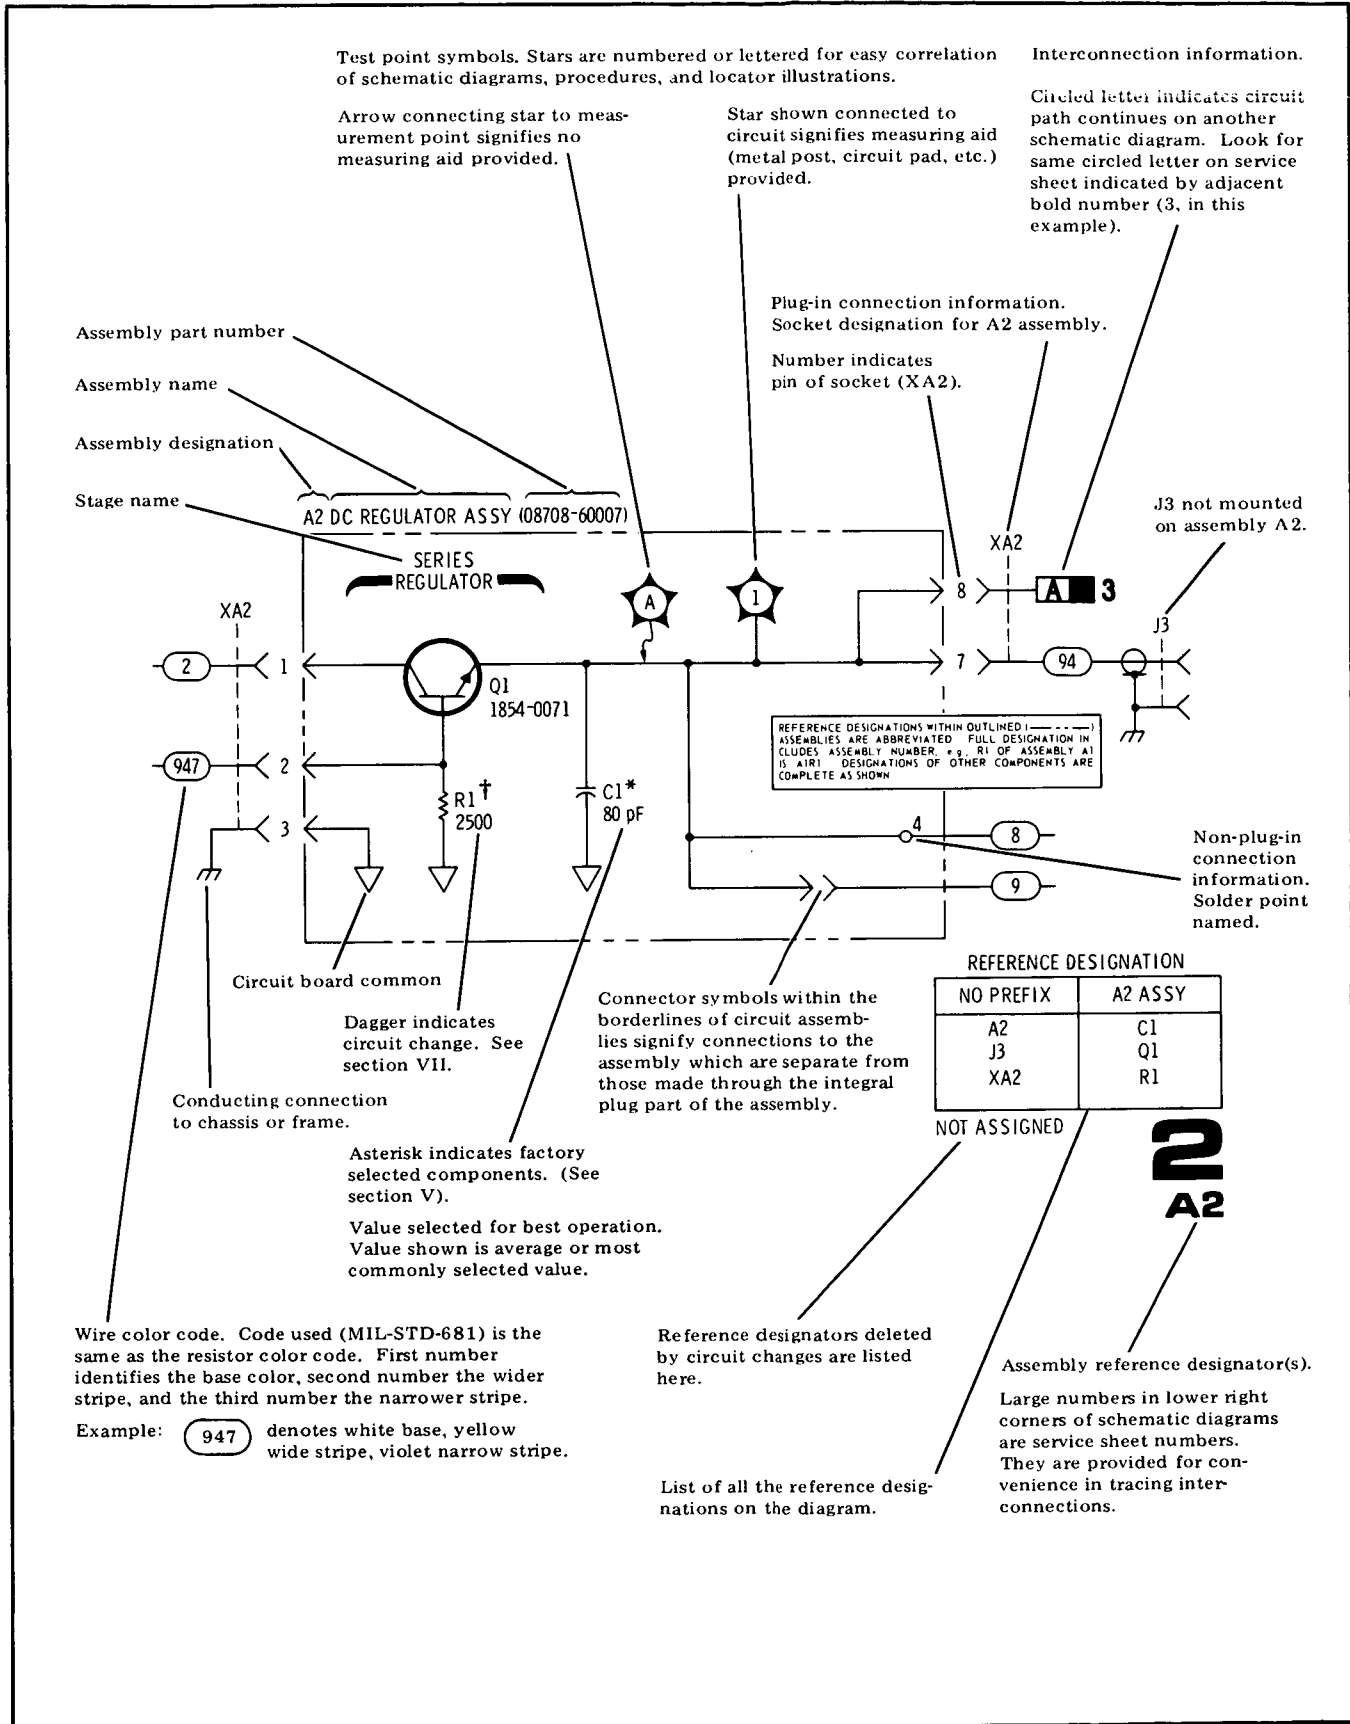 Test point symbols. Stars are numbered or lettered for easy correlation
of schematic diagrams, procedures, and locator illustrations.
Arrow connecting star to meas-
urement point signifies no
measuring aid provided.
Star shown connected to
circuit signifies measuring aid
(metal post, circuit pad, etc.)
provided.
Interconnection information.
Circled letter indicates circuit
path continues on another
schematic diagram. Look for
same circled letter on service
sheet indicated by adjacent
bold number (3, in this
example).
Plug-in connection information.
Socket designation for A2 assembly.
Number indicates
pin of socket (XA2).
Assembly part number
Assembly name
Assembly designation
Stage name
A2 DC REGULATOR ASSY (08708-60007)
J3 not mounted
on assembly A2.
SERIES
REGULATOR
XA2
A
1
8
XA2
A
3
J3
2
1
7
94
Q1
1854-0071
947
2
3
R1†
2500
C1*
80 pF
REFERENCE DESIGNATIONS WITHIN OUTLINED (—— - - ——)
ASSEMBLIES ARE ABBREVIATED FULL DESIGNATION IN
CLUDES ASSEMBLY NUMBER, e g, R1 OF ASSEMBLY A1
IS A1R1 DESIGNATIONS OF OTHER COMPONENTS ARE
COMPLETE AS SHOWN
4
8
9
Non-plug-in
connection
information.
Solder point
named.
Circuit board common
Dagger indicates
circuit change. See
section VII.
Conducting connection
to chassis or frame.
Connector symbols within the
borderlines of circuit assemb-
lies signify connections to the
assembly which are separate from
those made through the integral
plug part of the assembly.
REFERENCE DESIGNATION
NO PREFIX A2 ASSY
A2 C1
J3 Q1
XA2 R1
NOT ASSIGNED
2
A2
Asterisk indicates factory
selected components. (See
section V).
Value selected for best operation.
Value shown is average or most
commonly selected value.
Wire color code. Code used (MIL-STD-681) is the
same as the resistor color code. First number
identifies the base color, second number the wider
stripe, and the third number the narrower stripe.
Example: 947 denotes white base, yellow
wide stripe, violet narrow stripe.
Reference designators deleted
by circuit changes are listed
here.
List of all the reference desig-
nations on the diagram.
Assembly reference designator(s).
Large numbers in lower right
corners of schematic diagrams
are service sheet numbers.
They are provided for con-
venience in tracing inter-
connections.